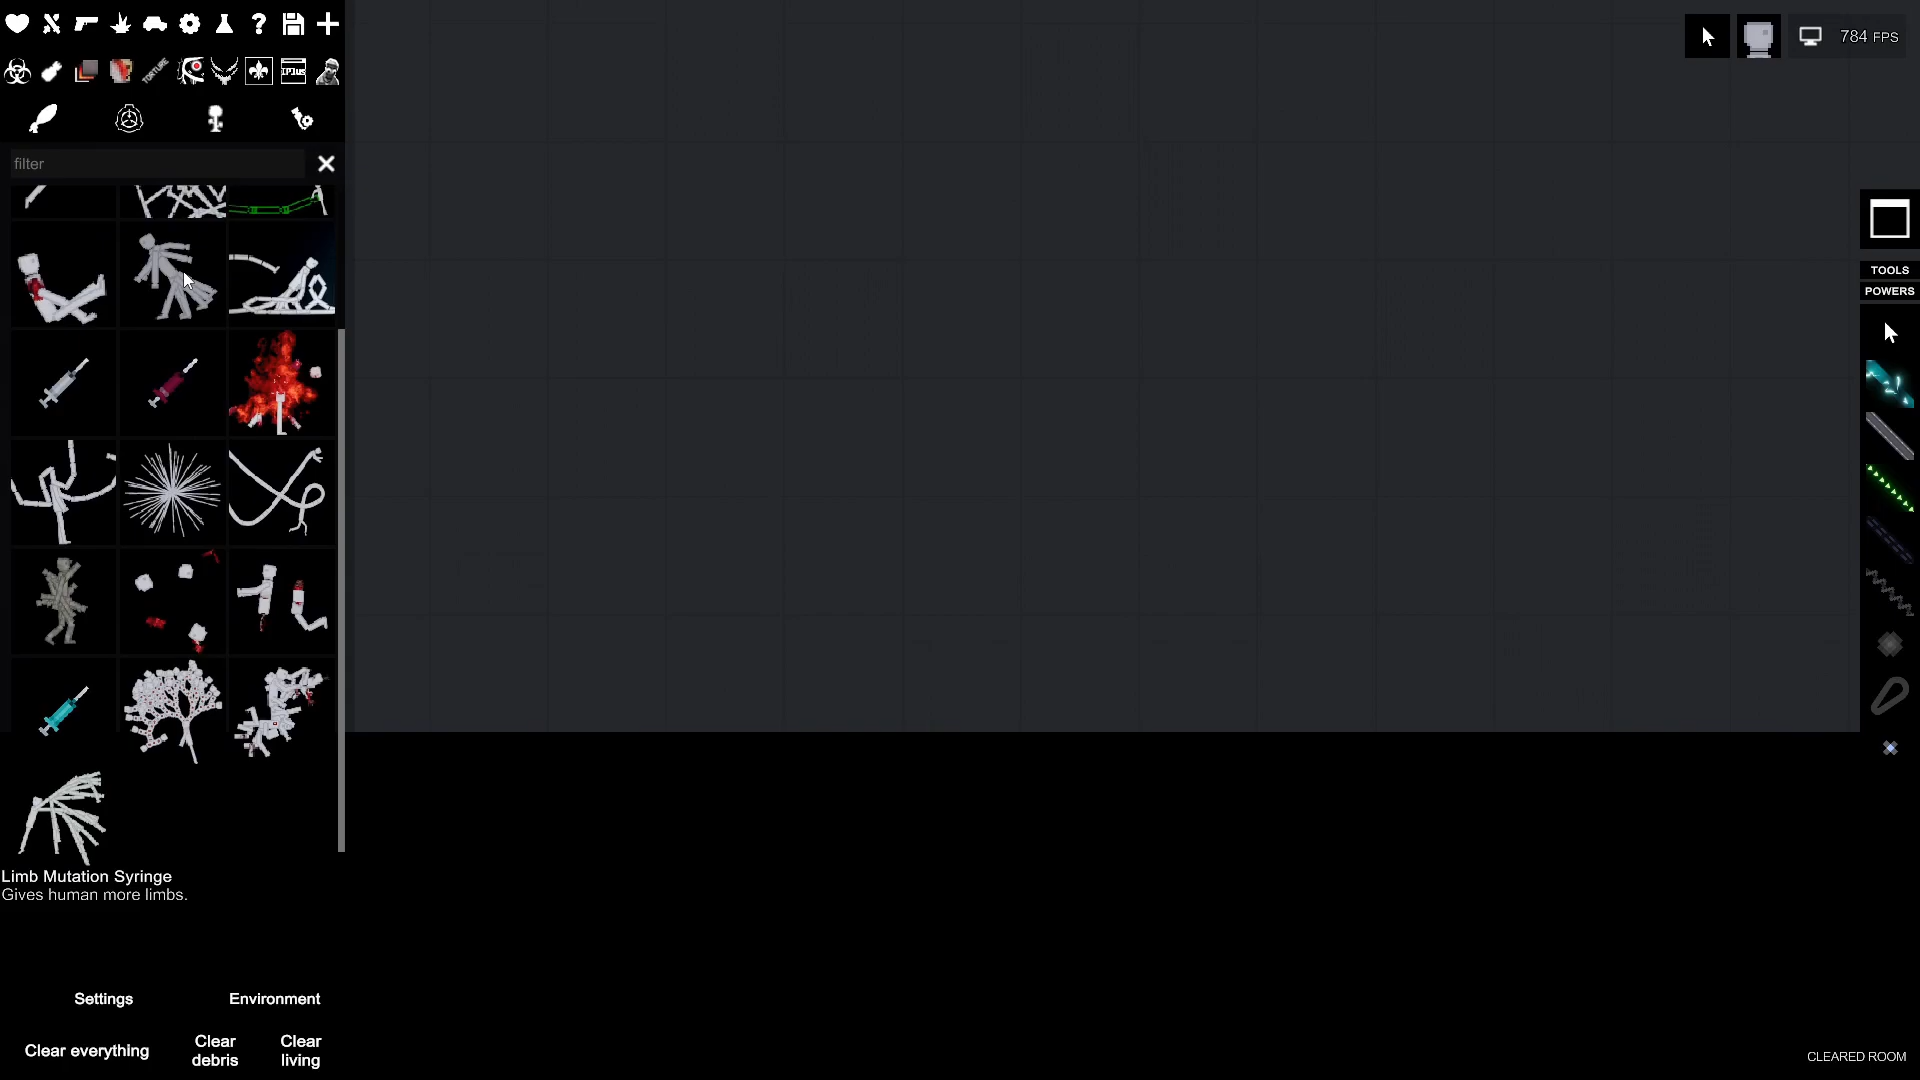 784 FPS
TORTURE
filter
TOOLS
POWERS
Limb Mutation Syringe
Gives human more limbs.
Settings
Environment
Clear everything
Clear debris
Clear living
CLEARED ROOM